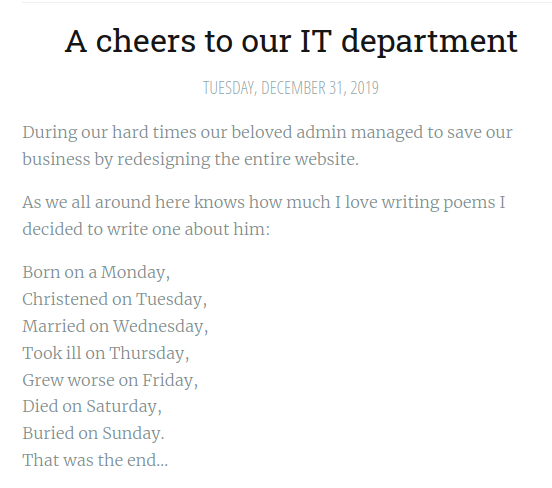 A cheers to our IT department
TUESDAY, DECEMBER 31, 2019
During our hard times our beloved admin managed to save our
business by redesigning the entire website.
As we all around here knows how much I love writing poems I
decided to write one about him:
Born on a Monday,
Christened on Tuesday,
Married on Wednesday,
Took ill on Thursday,
Grew worse on Friday,
Died on Saturday,
Buried on Sunday.
That was the end…